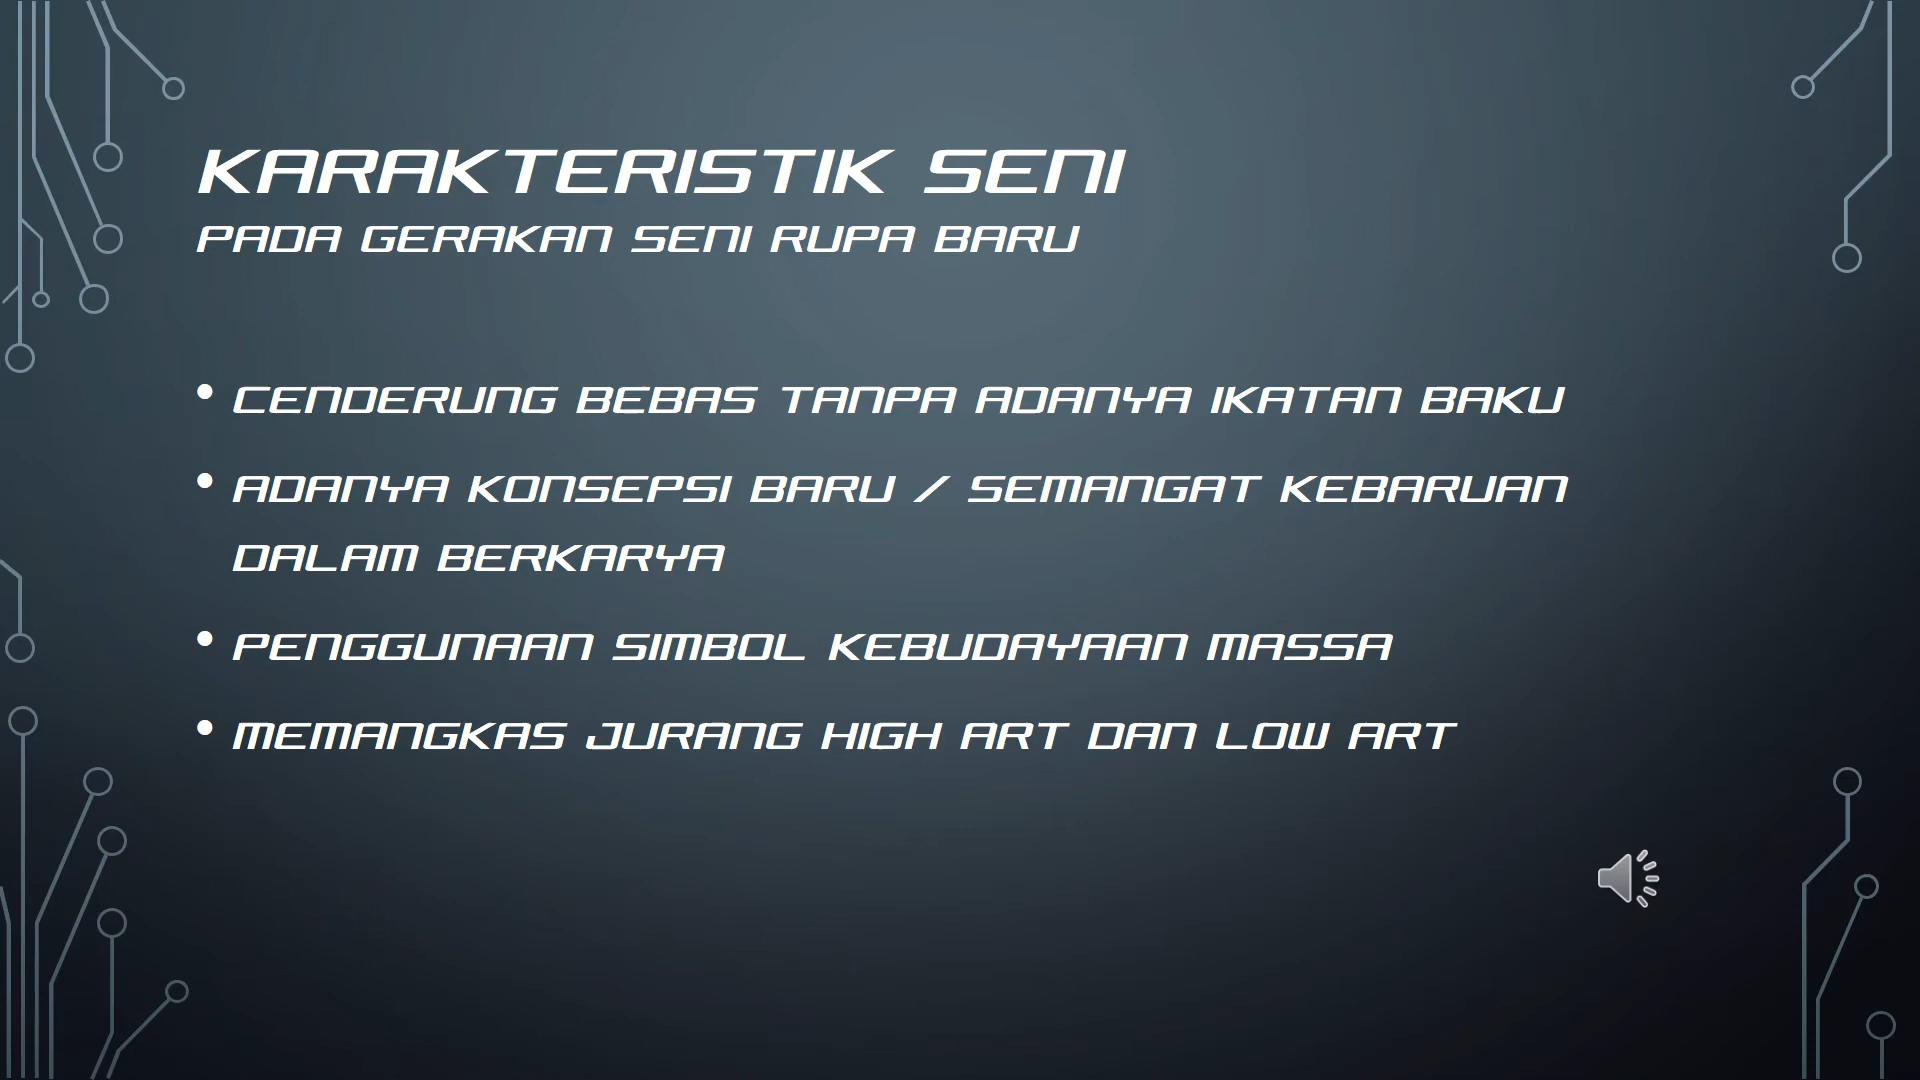 KARAKTERISTIK SENI
PADA GERAKAN SENI RUPA BARU
• CENDERUNG BEBAS TANPA ADANYA IKATAN BAKU
• ADANYA KONSEPSI BARU / SEMANGAT KEBARUAN
DALAM BERKARYA
• PENGGUNAAN SIMBOL KEBUDAYAAN MASSA
• MEMANGKAS JURANG HIGH ART DAN LOW ART